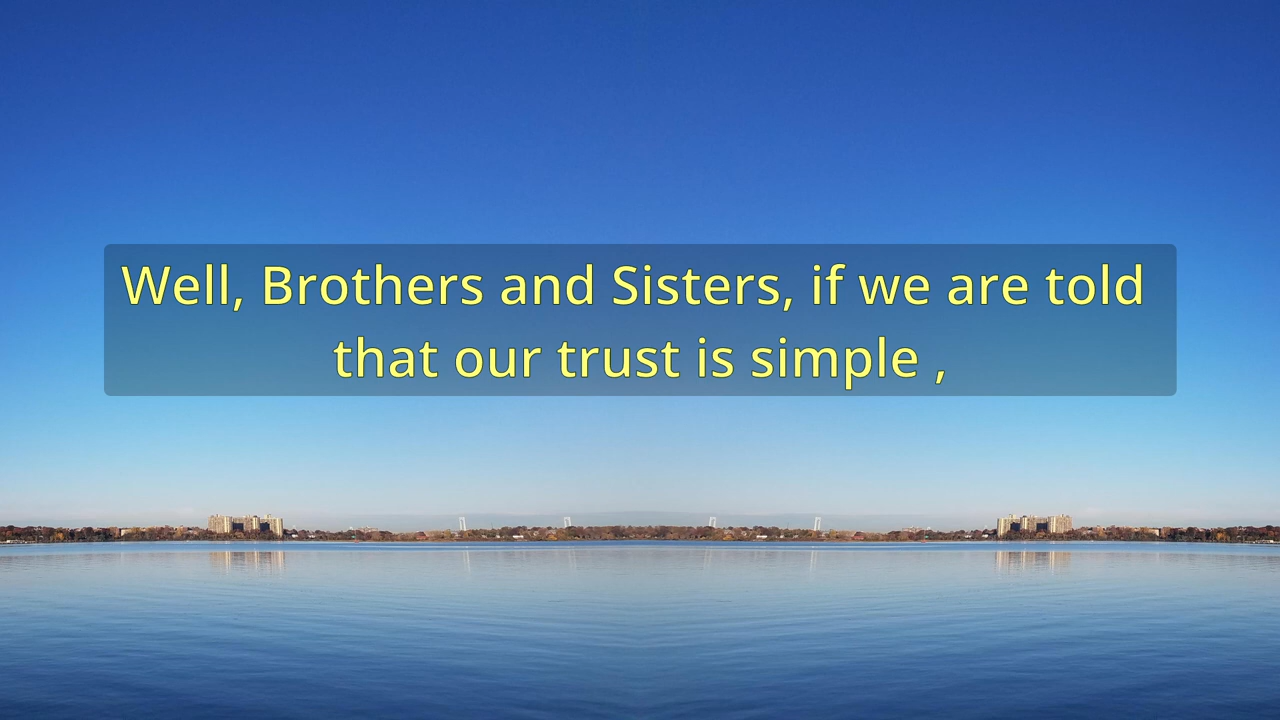 Well, Brothers and Sisters, if we are told
that our trust is simple ,